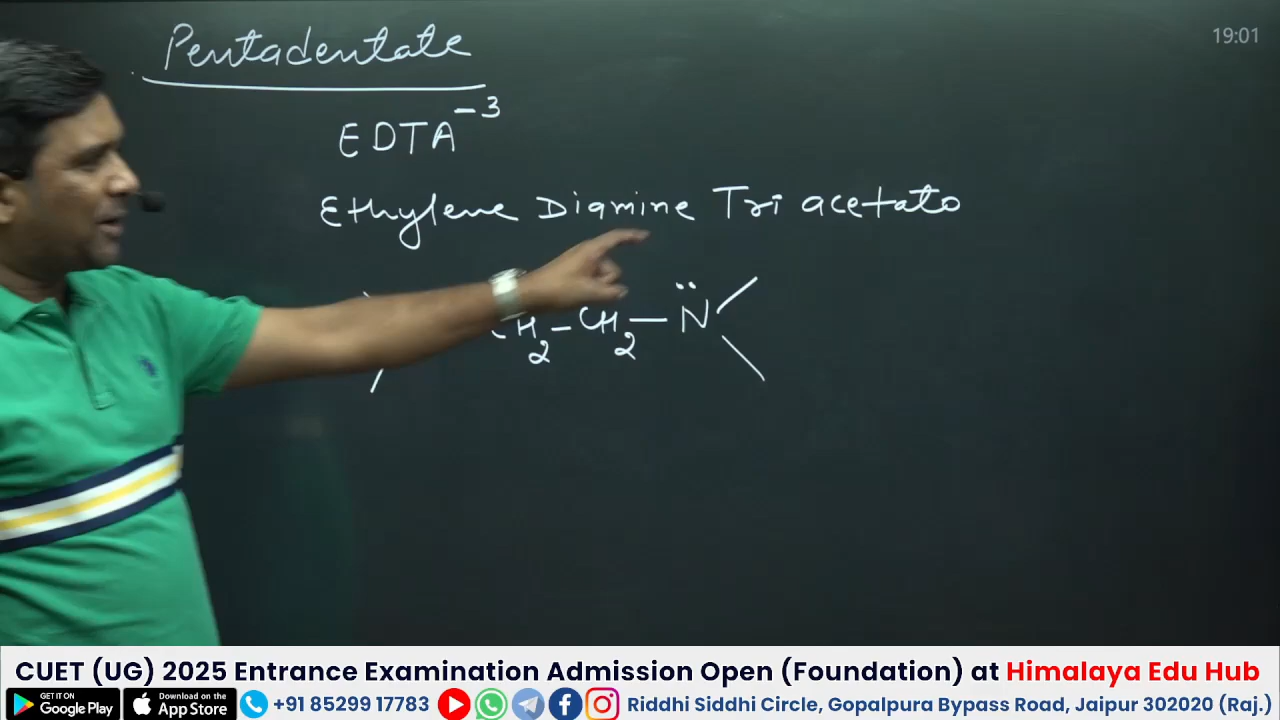 19:01
Pentadentate
EDTA⁻³
Ethylene Diamine Tri acetato
CH₂–CH₂–N̈
CUET (UG) 2025 Entrance Examination Admission Open (Foundation) at Himalaya Edu Hub
GET IT ON Google Play Download on the App Store +91 85299 17783 Riddhi Siddhi Circle, Gopalpura Bypass Road, Jaipur 302020 (Raj.)